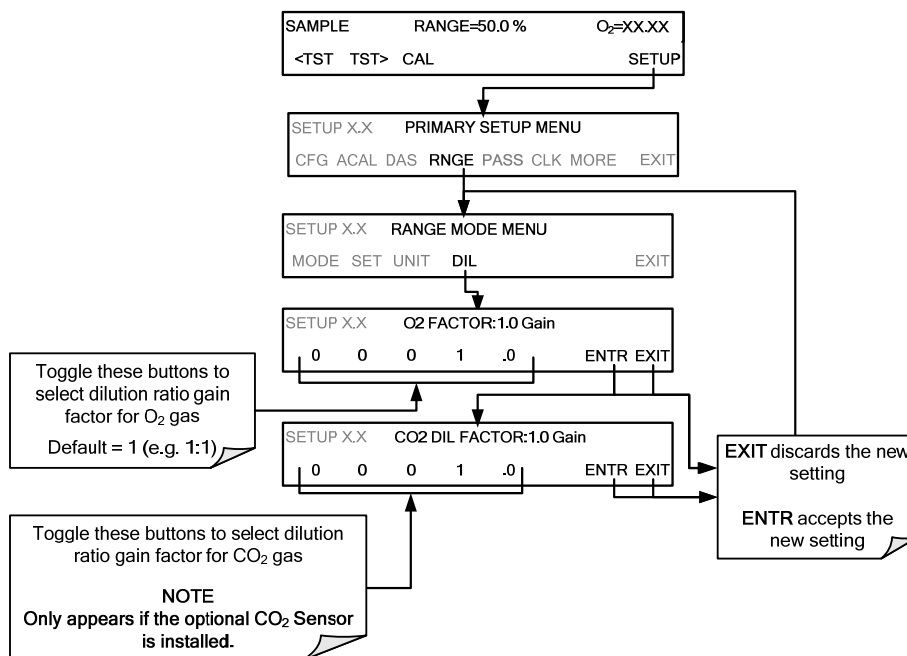 SAMPLE RANGE=50.0 % O₂=XX.XX
<TST TST> CAL SETUP
SETUP X.X PRIMARY SETUP MENU
CFG ACAL DAS RNGE PASS CLK MORE EXIT
SETUP X.X RANGE MODE MENU
MODE SET UNIT DIL EXIT
SETUP X.X O2 FACTOR:1.0 Gain
0 0 0 1 .0 ENTR EXIT
Toggle these buttons to
select dilution ratio gain
factor for O₂ gas
Default = 1 (e.g. 1:1)
SETUP X.X CO2 DIL FACTOR:1.0 Gain
0 0 0 1 .0 ENTR EXIT
EXIT discards the new
setting
ENTR accepts the
new setting
Toggle these buttons to select dilution
ratio gain factor for CO₂ gas
NOTE
Only appears if the optional CO₂ Sensor
is installed.